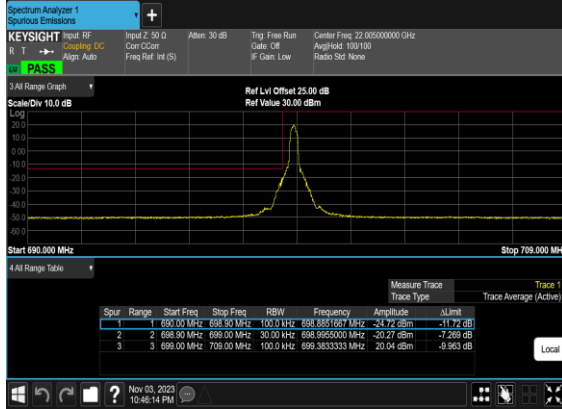 Spectrum Analyzer 1
Spurious Emissions
+
KEYSIGHT Input: RF Input Z: 50 Ω Atten: 30 dB Trig: Free Run Center Freq: 22.005000000 GHz
R T Coupling: DC Corr CCorr Gate: Off Avg|Hold: 100/100
Align: Auto Freq Ref: Int (S) IF Gain: Low Radio Std: None
PASS
3 All Range Graph
Ref Lvl Offset 25.00 dB
Scale/Div 10.0 dB Ref Value 30.00 dBm
Log
20.0
10.0
0.00
-10.0
-20.0
-30.0
-40.0
-50.0
-60.0
Start 690.000 MHz Stop 709.000 MH
4 All Range Table
Measure Trace Trace 1
Trace Type Trace Average (Active)
Spur Range Start Freq Stop Freq RBW Frequency Amplitude ΔLimit
1 1 690.00 MHz 698.90 MHz 100.0 kHz 698.8851667 MHz -24.72 dBm -11.72 dB
2 2 698.90 MHz 699.00 MHz 30.00 kHz 698.9955000 MHz -20.27 dBm -7.269 dB
3 3 699.00 MHz 709.00 MHz 100.0 kHz 699.3833333 MHz 20.04 dBm -9.963 dB
Local
? Nov 03, 2023
10:46:14 PM